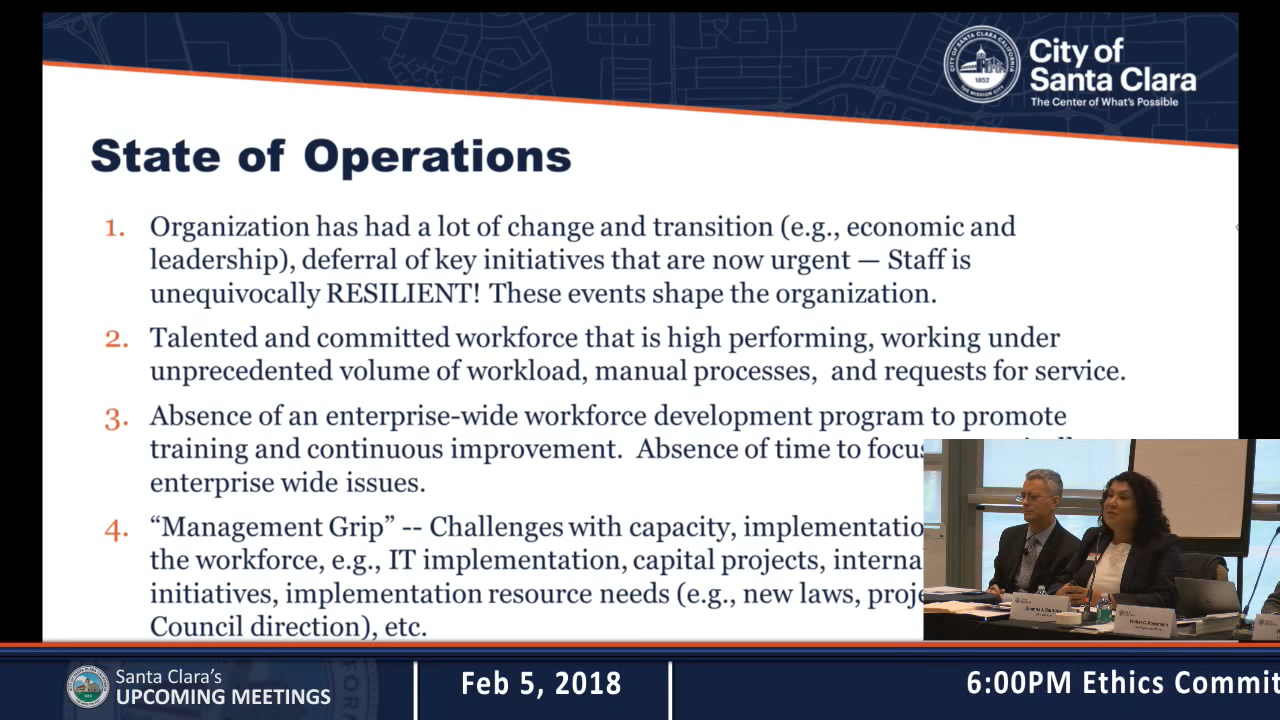 City of
Santa Clara
The Center of What's Possible
1852
State of Operations
1. Organization has had a lot of change and transition (e.g., economic and
leadership), deferral of key initiatives that are now urgent — Staff is
unequivocally RESILIENT! These events shape the organization.
2. Talented and committed workforce that is high performing, working under
unprecedented volume of workload, manual processes, and requests for service.
3. Absence of an enterprise-wide workforce development program to promote
training and continuous improvement. Absence of time to focus
enterprise wide issues.
4. “Management Grip” -- Challenges with capacity, implementatio
the workforce, e.g., IT implementation, capital projects, interna
initiatives, implementation resource needs (e.g., new laws, proje
Council direction), etc.
Santa Clara's
UPCOMING MEETINGS
Feb 5, 2018
6:00PM Ethics Commit